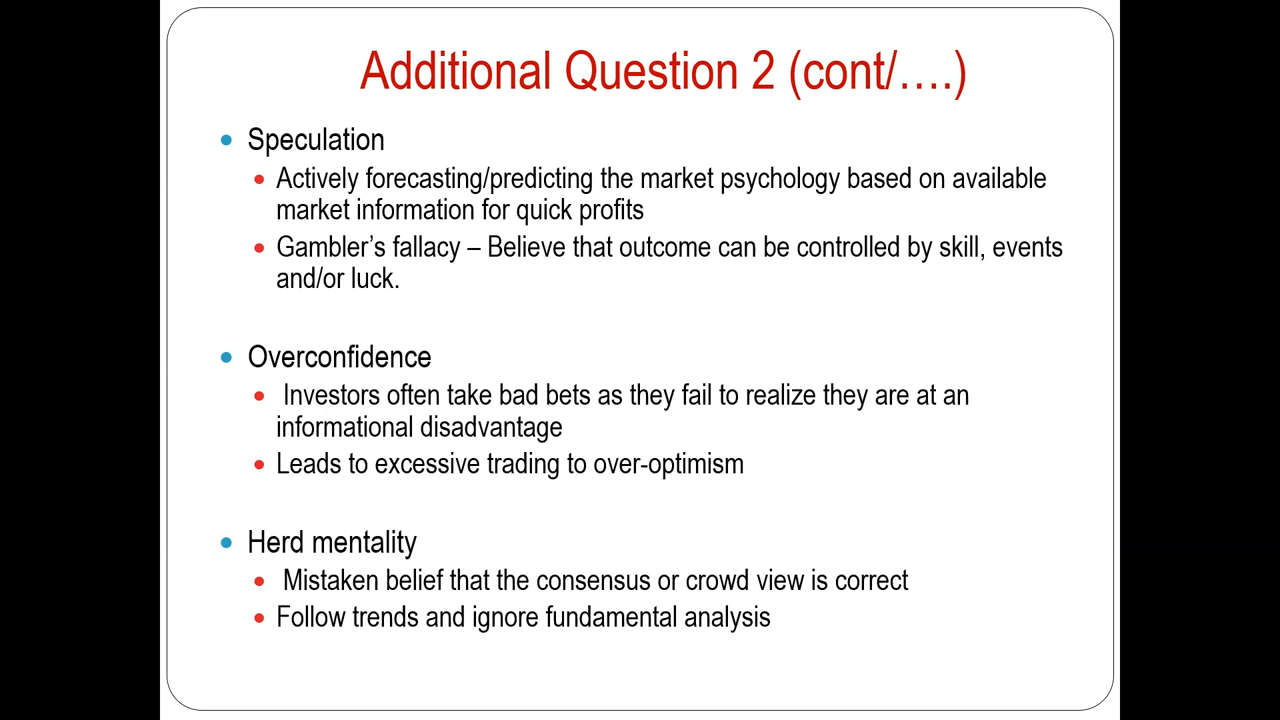 Additional Question 2 (cont/….)
• Speculation
• Actively forecasting/predicting the market psychology based on available
market information for quick profits
• Gambler’s fallacy – Believe that outcome can be controlled by skill, events
and/or luck.
• Overconfidence
• Investors often take bad bets as they fail to realize they are at an
informational disadvantage
• Leads to excessive trading to over-optimism
• Herd mentality
• Mistaken belief that the consensus or crowd view is correct
• Follow trends and ignore fundamental analysis